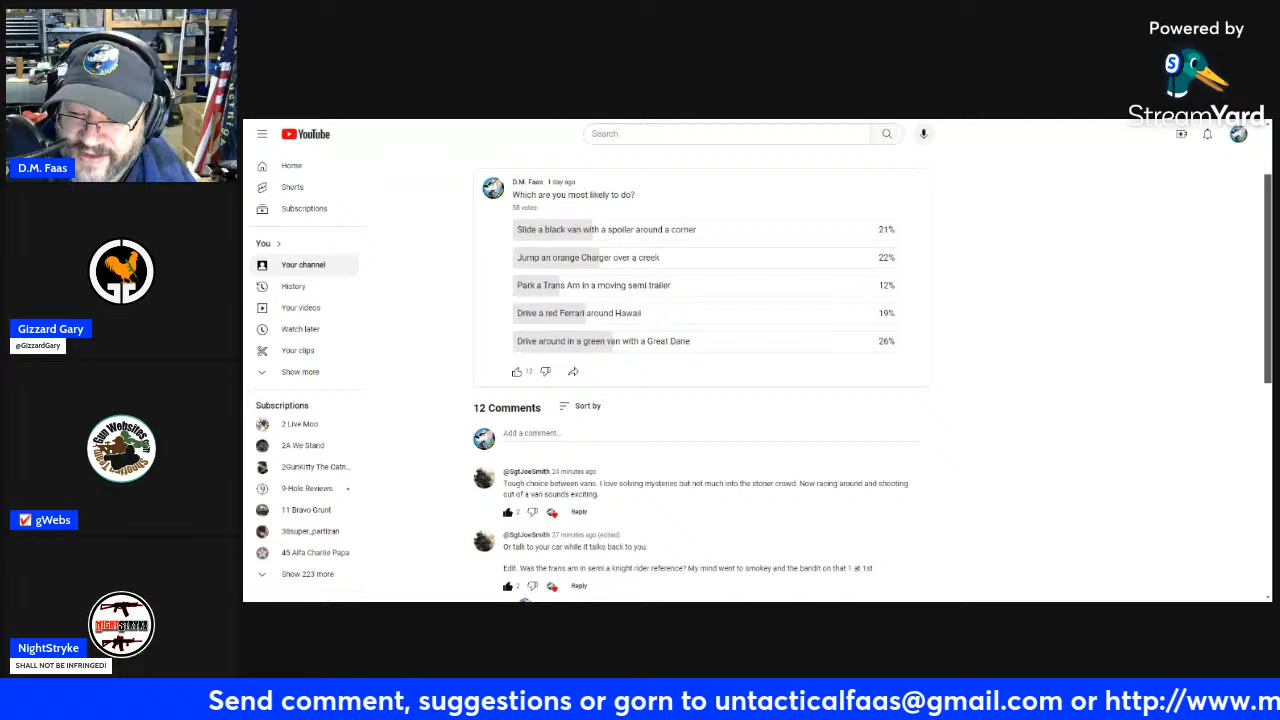 Powered by
StreamYard
D.M. Faas
Gizzard Gary
@GizzardGary
Gun Websites
gWebs
NIGHTSTRYKE
NightStryke
SHALL NOT BE INFRINGED!
YouTube
Search
Home
Shorts
Subscriptions
You
Your channel
History
Your videos
Watch later
Your clips
Show more
Subscriptions
2 Live Moo
2A We Stand
2GunKitty The Catn...
9-Hole Reviews
11 Bravo Grunt
38super_partizan
45 Alfa Charlie Papa
Show 223 more
D.M. Faas 1 day ago
Which are you most likely to do?
58 votes
Slide a black van with a spoiler around a corner 21%
Jump an orange Charger over a creek 22%
Park a Trans Am in a moving semi trailer 12%
Drive a red Ferrari around Hawaii 19%
Drive around in a green van with a Great Dane 26%
12
12 Comments Sort by
Add a comment...
@SgtJoeSmith 24 minutes ago
Tough choice between vans. I love solving mysteries but not much into the stoner crowd. Now racing around and shooting
out of a van sounds exciting.
2 Reply
@SgtJoeSmith 27 minutes ago (edited)
Or talk to your car while it talks back to you.
Edit. Was the trans am in semi a knight rider reference? My mind went to smokey and the bandit on that 1 at 1st
2 Reply
Send comment, suggestions or gorn to untacticalfaas@gmail.com or http://www.m